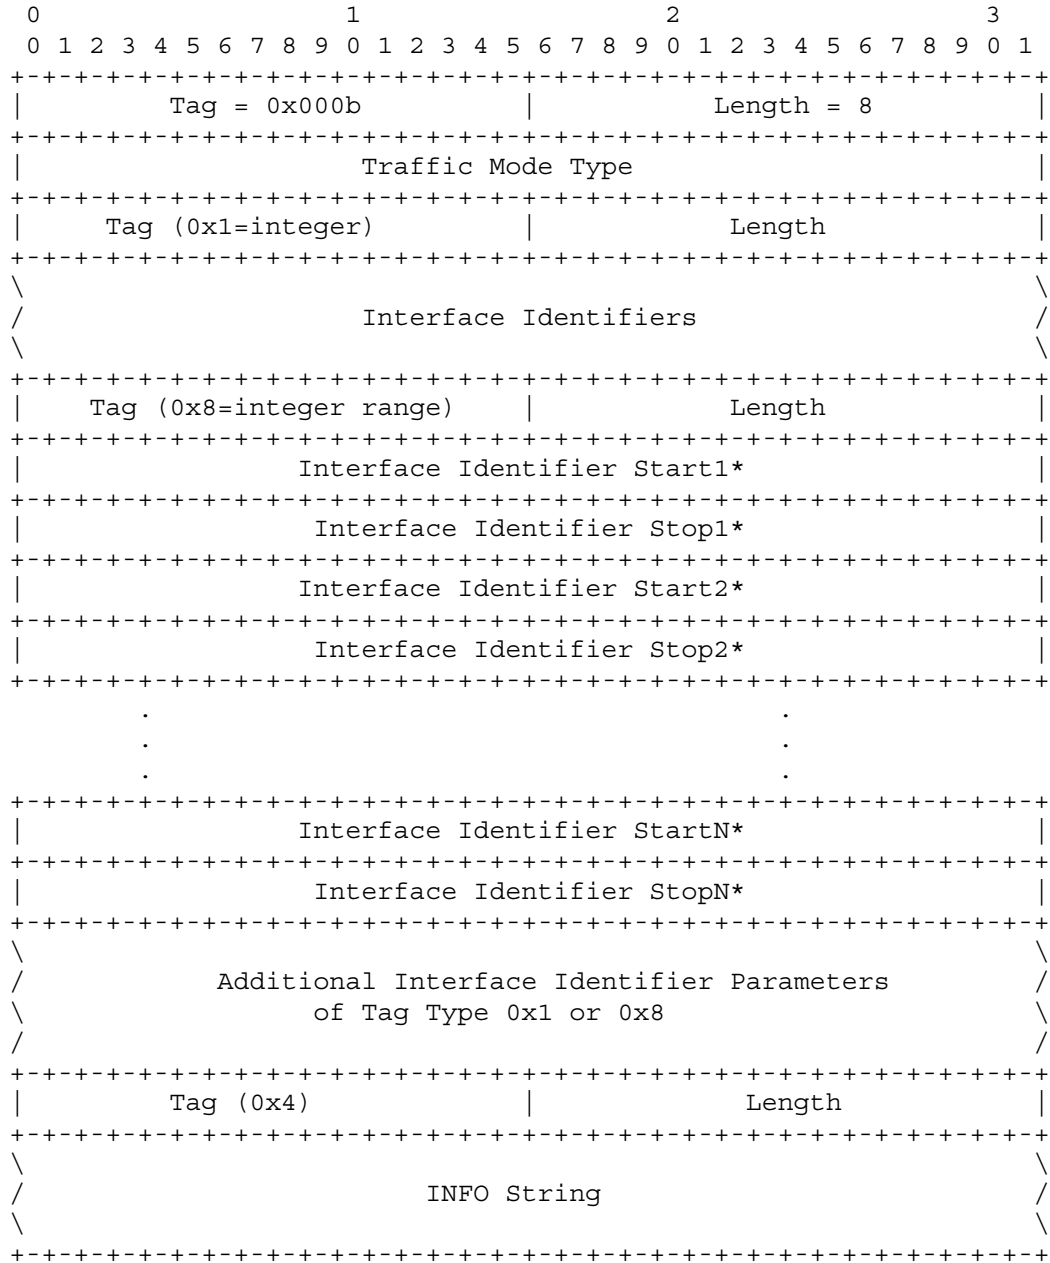 0                   1                   2                   3
 0 1 2 3 4 5 6 7 8 9 0 1 2 3 4 5 6 7 8 9 0 1 2 3 4 5 6 7 8 9 0 1
+-+-+-+-+-+-+-+-+-+-+-+-+-+-+-+-+-+-+-+-+-+-+-+-+-+-+-+-+-+-+-+-+
|         Tag = 0x000b          |           Length = 8          |
+-+-+-+-+-+-+-+-+-+-+-+-+-+-+-+-+-+-+-+-+-+-+-+-+-+-+-+-+-+-+-+-+
|                     Traffic Mode Type                         |
+-+-+-+-+-+-+-+-+-+-+-+-+-+-+-+-+-+-+-+-+-+-+-+-+-+-+-+-+-+-+-+-+
|     Tag (0x1=integer)         |            Length             |
+-+-+-+-+-+-+-+-+-+-+-+-+-+-+-+-+-+-+-+-+-+-+-+-+-+-+-+-+-+-+-+-+
\                                                               \
/                     Interface Identifiers                     /
\                                                               \
+-+-+-+-+-+-+-+-+-+-+-+-+-+-+-+-+-+-+-+-+-+-+-+-+-+-+-+-+-+-+-+-+
|    Tag (0x8=integer range)    |            Length             |
+-+-+-+-+-+-+-+-+-+-+-+-+-+-+-+-+-+-+-+-+-+-+-+-+-+-+-+-+-+-+-+-+
|                 Interface Identifier Start1*                  |
+-+-+-+-+-+-+-+-+-+-+-+-+-+-+-+-+-+-+-+-+-+-+-+-+-+-+-+-+-+-+-+-+
|                  Interface Identifier Stop1*                  |
+-+-+-+-+-+-+-+-+-+-+-+-+-+-+-+-+-+-+-+-+-+-+-+-+-+-+-+-+-+-+-+-+
|                 Interface Identifier Start2*                  |
+-+-+-+-+-+-+-+-+-+-+-+-+-+-+-+-+-+-+-+-+-+-+-+-+-+-+-+-+-+-+-+-+
|                  Interface Identifier Stop2*                  |
+-+-+-+-+-+-+-+-+-+-+-+-+-+-+-+-+-+-+-+-+-+-+-+-+-+-+-+-+-+-+-+-+
        .                                       .
        .                                       .
        .                                       .
+-+-+-+-+-+-+-+-+-+-+-+-+-+-+-+-+-+-+-+-+-+-+-+-+-+-+-+-+-+-+-+-+
|                 Interface Identifier StartN*                  |
+-+-+-+-+-+-+-+-+-+-+-+-+-+-+-+-+-+-+-+-+-+-+-+-+-+-+-+-+-+-+-+-+
|                  Interface Identifier StopN*                  |
+-+-+-+-+-+-+-+-+-+-+-+-+-+-+-+-+-+-+-+-+-+-+-+-+-+-+-+-+-+-+-+-+
\                                                               \
/            Additional Interface Identifier Parameters         /
\                  of Tag Type 0x1 or 0x8                       \
/                                                               /
+-+-+-+-+-+-+-+-+-+-+-+-+-+-+-+-+-+-+-+-+-+-+-+-+-+-+-+-+-+-+-+-+
|         Tag (0x4)             |             Length            |
+-+-+-+-+-+-+-+-+-+-+-+-+-+-+-+-+-+-+-+-+-+-+-+-+-+-+-+-+-+-+-+-+
\                                                               \
/                         INFO String                           /
\                                                               \
+-+-+-+-+-+-+-+-+-+-+-+-+-+-+-+-+-+-+-+-+-+-+-+-+-+-+-+-+-+-+-+-+